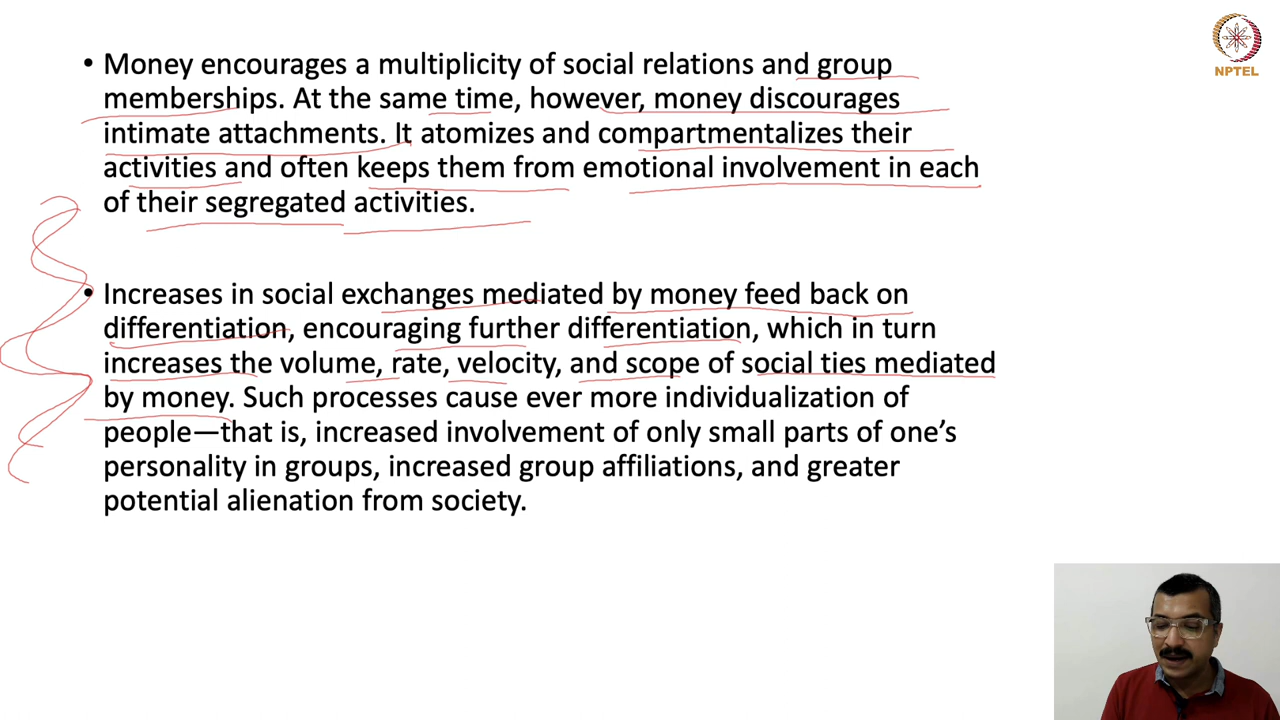 NPTEL
• Money encourages a multiplicity of social relations and group
memberships. At the same time, however, money discourages
intimate attachments. It atomizes and compartmentalizes their
activities and often keeps them from emotional involvement in each
of their segregated activities.
• Increases in social exchanges mediated by money feed back on
differentiation, encouraging further differentiation, which in turn
increases the volume, rate, velocity, and scope of social ties mediated
by money. Such processes cause ever more individualization of
people—that is, increased involvement of only small parts of one’s
personality in groups, increased group affiliations, and greater
potential alienation from society.